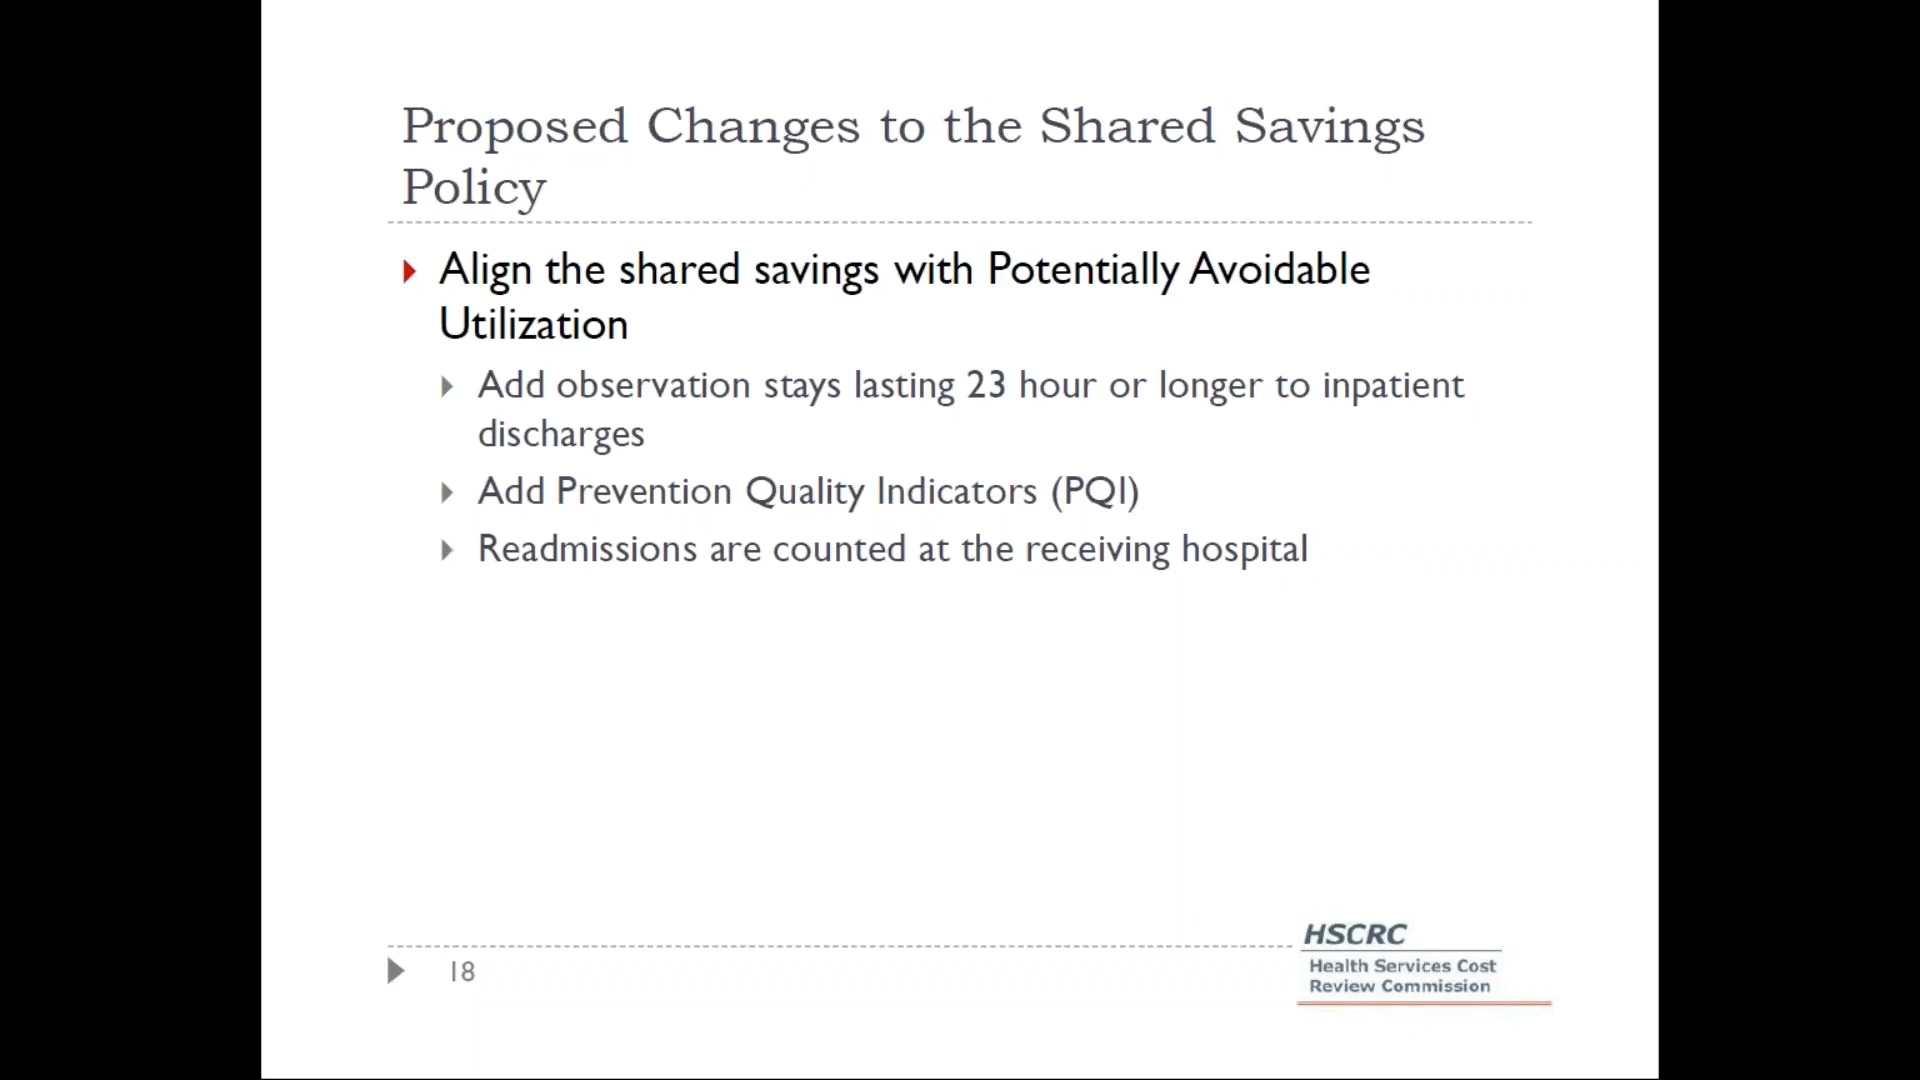 Proposed Changes to the Shared Savings
Policy
Align the shared savings with Potentially Avoidable
Utilization
Add observation stays lasting 23 hour or longer to inpatient
discharges
Add Prevention Quality Indicators (PQI)
Readmissions are counted at the receiving hospital
18
HSCRC
Health Services Cost
Review Commission